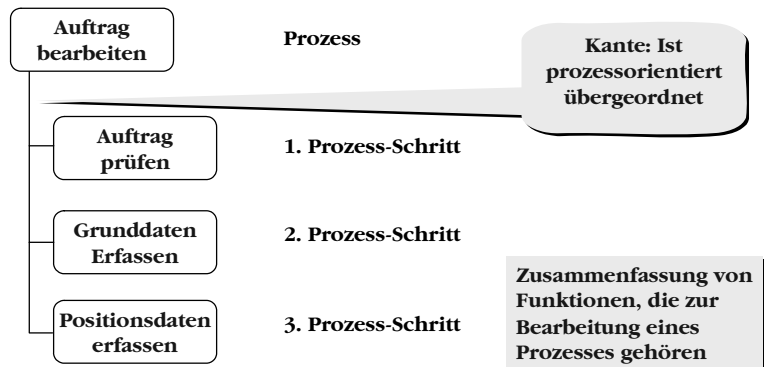 Auftrag
bearbeiten
Prozess
Kante: Ist
prozessorientiert
übergeordnet
Auftrag
prüfen
1. Prozess-Schritt
Grunddaten
Erfassen
2. Prozess-Schritt
Positionsdaten
erfassen
3. Prozess-Schritt
Zusammenfassung von
Funktionen, die zur
Bearbeitung eines
Prozesses gehören